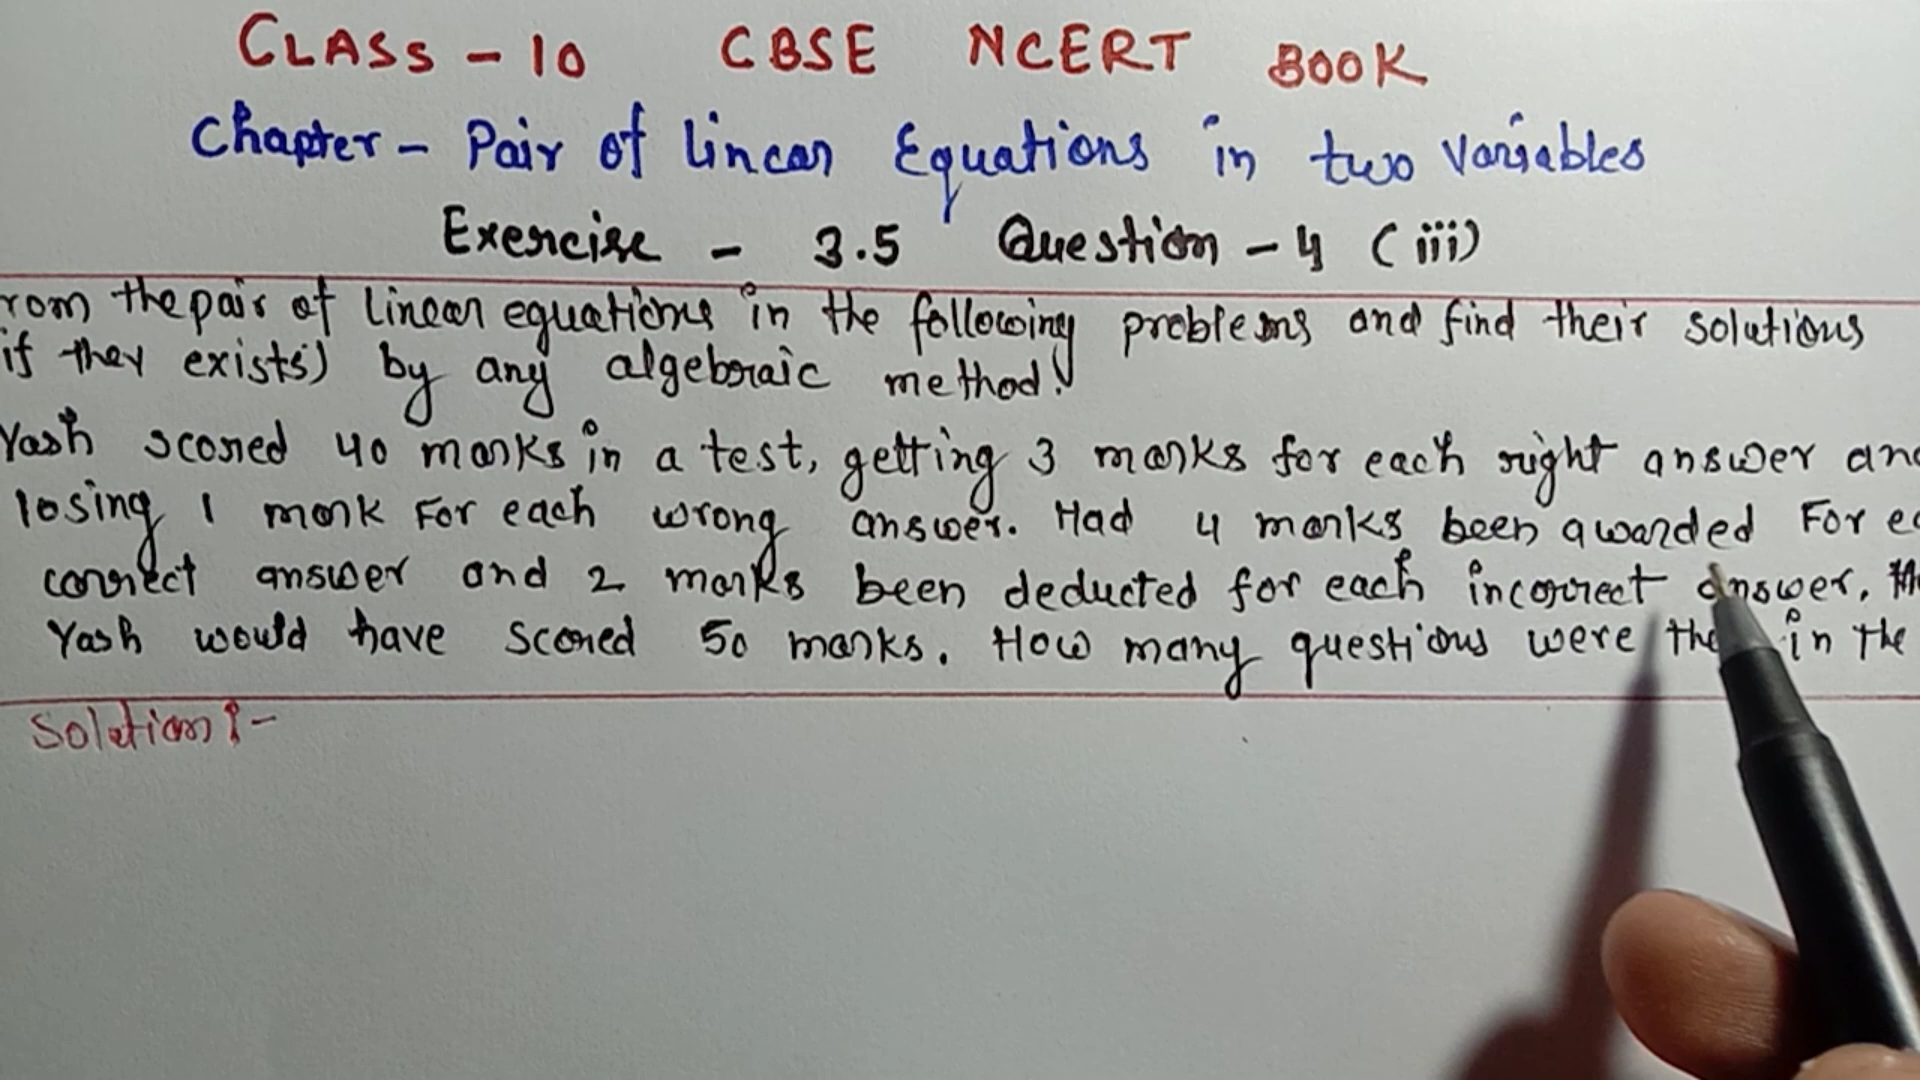 CLASS - 10 CBSE NCERT BOOK
Chapter - Pair of linear Equations in two Variables
Exercise - 3.5 Question - 4 (iii)
rom the pair of linear equations in the following problems and find their solutions
if they exists) by any algebraic method.
Yash scored 40 marks in a test, getting 3 marks for each right answer and
losing 1 mark For each wrong answer. Had 4 marks been awarded For ea
correct answer and 2 marks been deducted for each incorrect answer, the
Yash would have scored 50 marks. How many questions were the in the
Solution :-